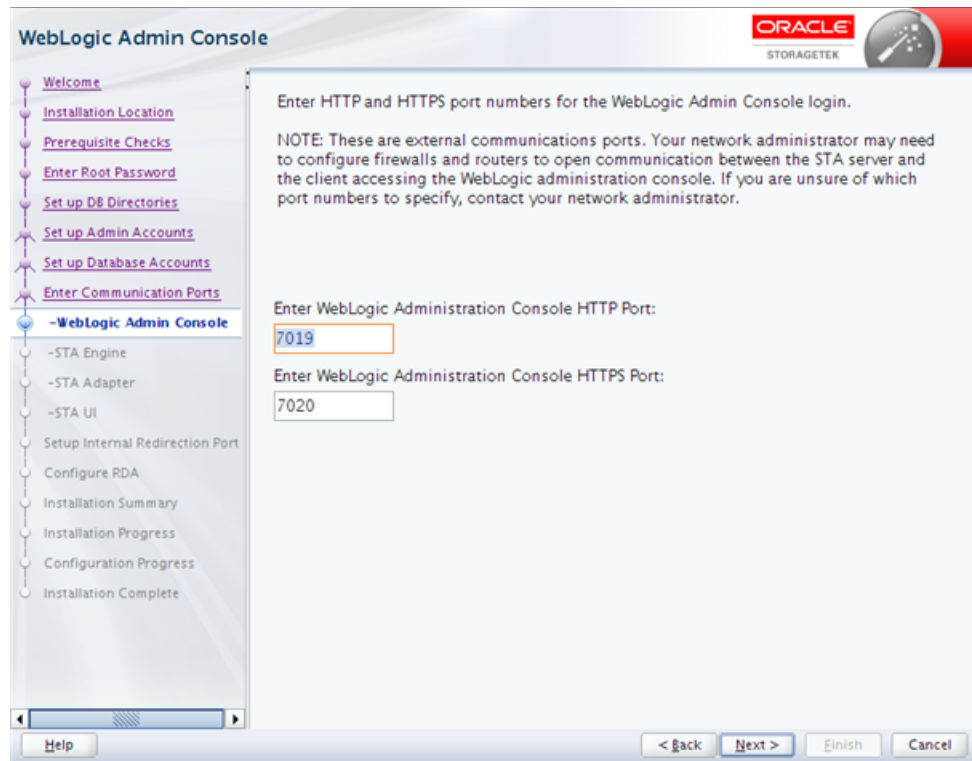 WebLogic Admin Console
ORACLE
STORAGETEK
Welcome
Installation Location
Prerequisite Checks
Enter Root Password
Set up DB Directories
Set up Admin Accounts
Set up Database Accounts
Enter Communication Ports
-WebLogic Admin Console
-STA Engine
-STA Adapter
-STA UI
Setup Internal Redirection Port
Configure RDA
Installation Summary
Installation Progress
Configuration Progress
Installation Complete
Enter HTTP and HTTPS port numbers for the WebLogic Admin Console login.
NOTE: These are external communications ports. Your network administrator may need
to configure firewalls and routers to open communication between the STA server and
the client accessing the WebLogic administration console. If you are unsure of which
port numbers to specify, contact your network administrator.
Enter WebLogic Administration Console HTTP Port:
7019
Enter WebLogic Administration Console HTTPS Port:
7020
Help
< Back
Next >
Finish
Cancel